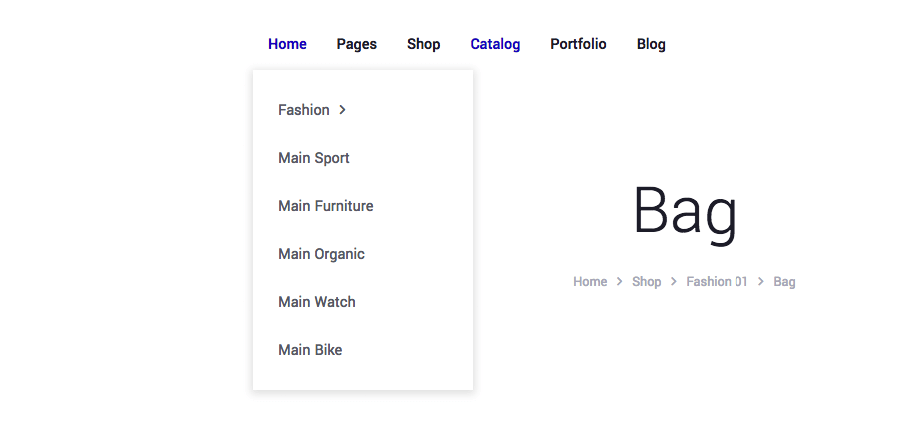 Home Pages Shop Catalog Portfolio Blog
Fashion
Main Sport
Main Furniture
Main Organic
Main Watch
Main Bike
Bag
Home > Shop > Fashion 01 > Bag